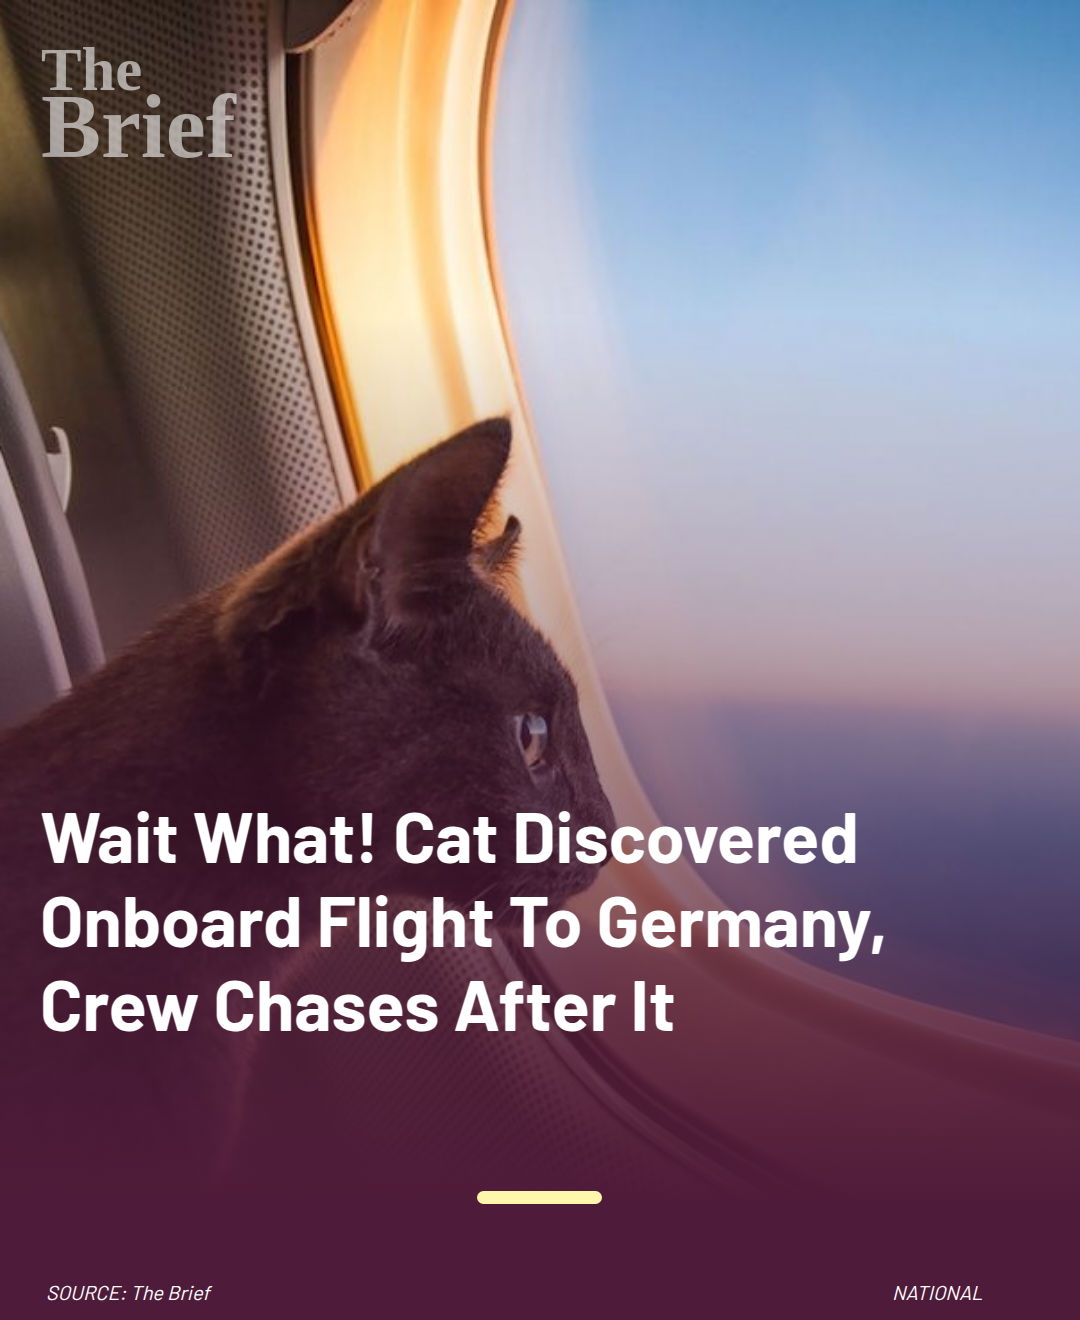 The
Brief
Wait What! Cat Discovered
Onboard Flight To Germany,
Crew Chases After It
SOURCE: The Brief
NATIONAL